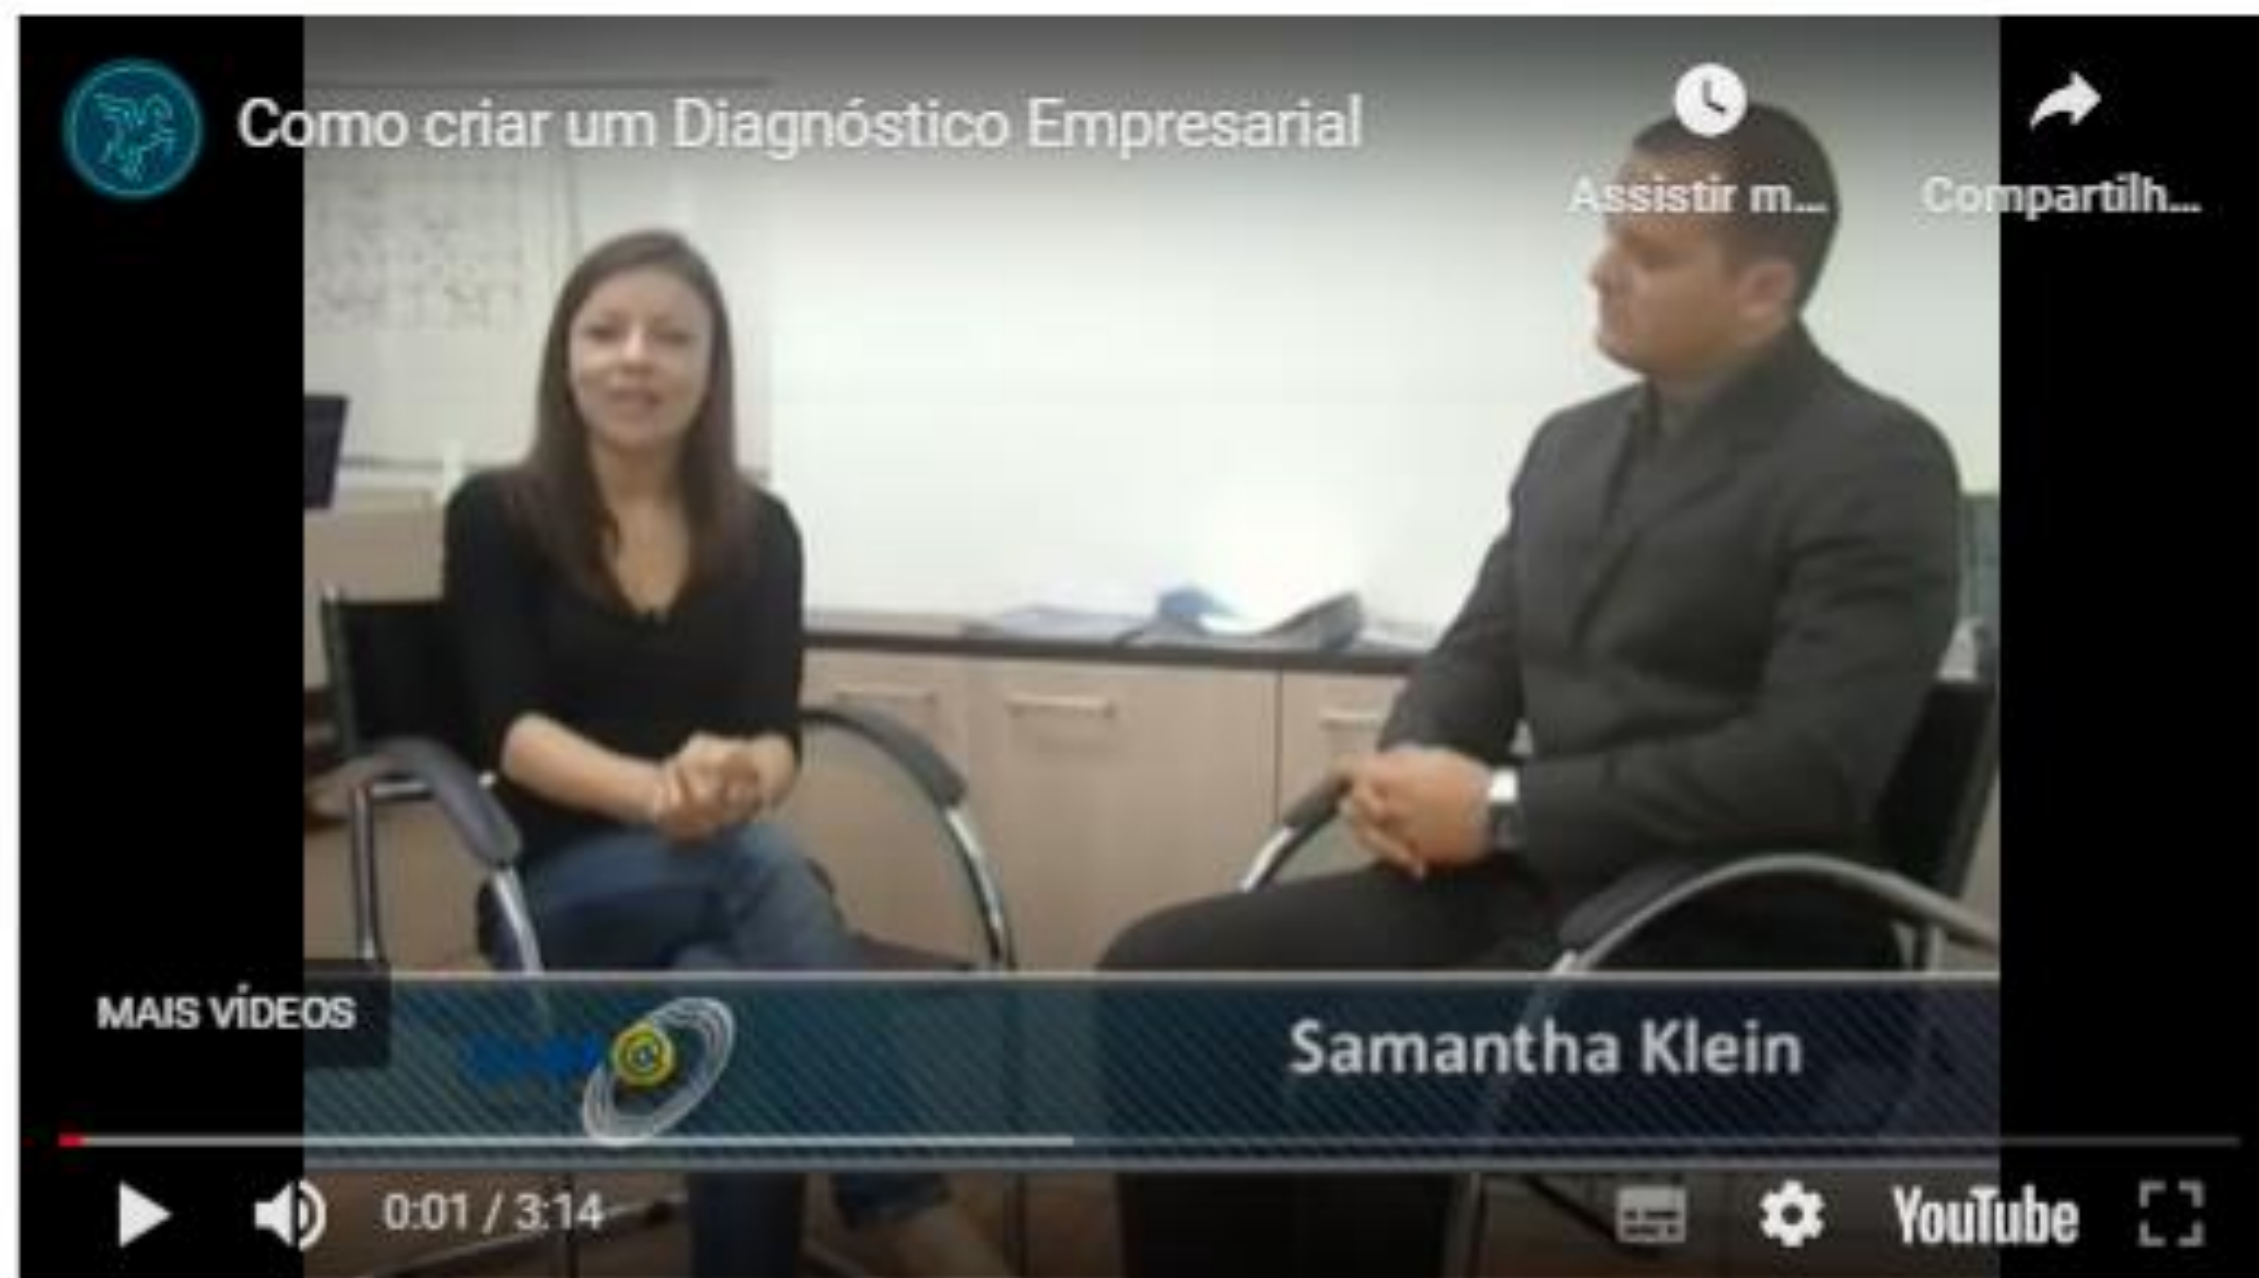 Como criar um Diagnóstico Empresarial
Assistir m...
Compartilh...
MAIS VÍDEOS
Samantha Klein
0:01 / 3:14
YouTube